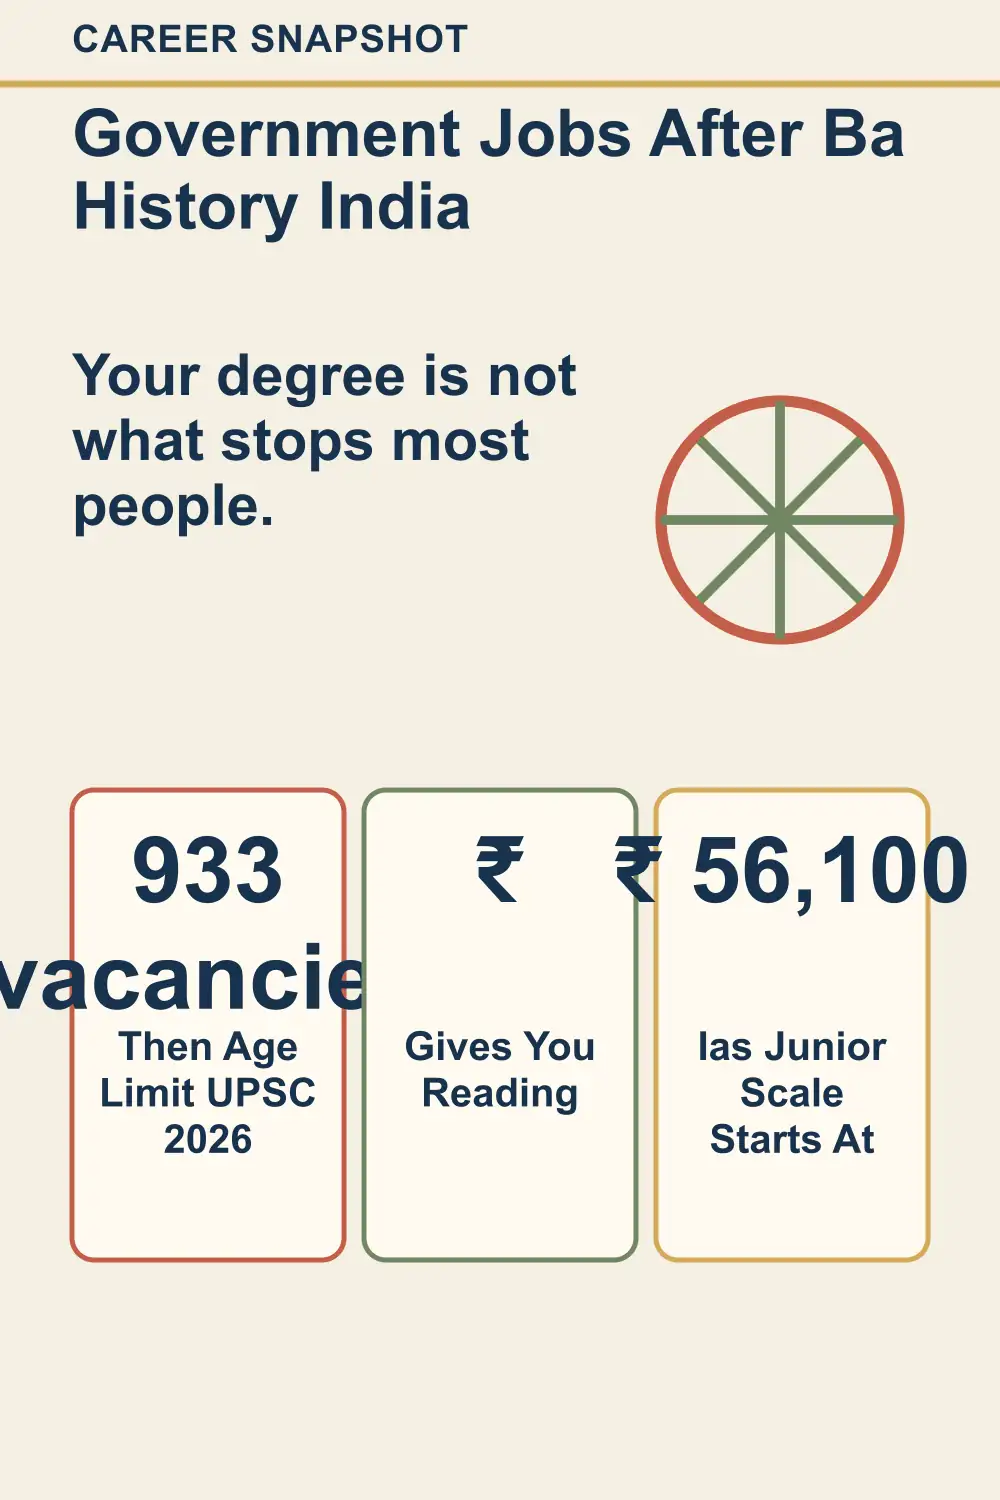 CAREER SNAPSHOT
Government Jobs After Ba
History India
Your degree is not
what stops most
people.
933
vacancie
Then Age
Limit UPSC
2026
₹
Gives You
Reading
₹ 56,100
Ias Junior
Scale
Starts At